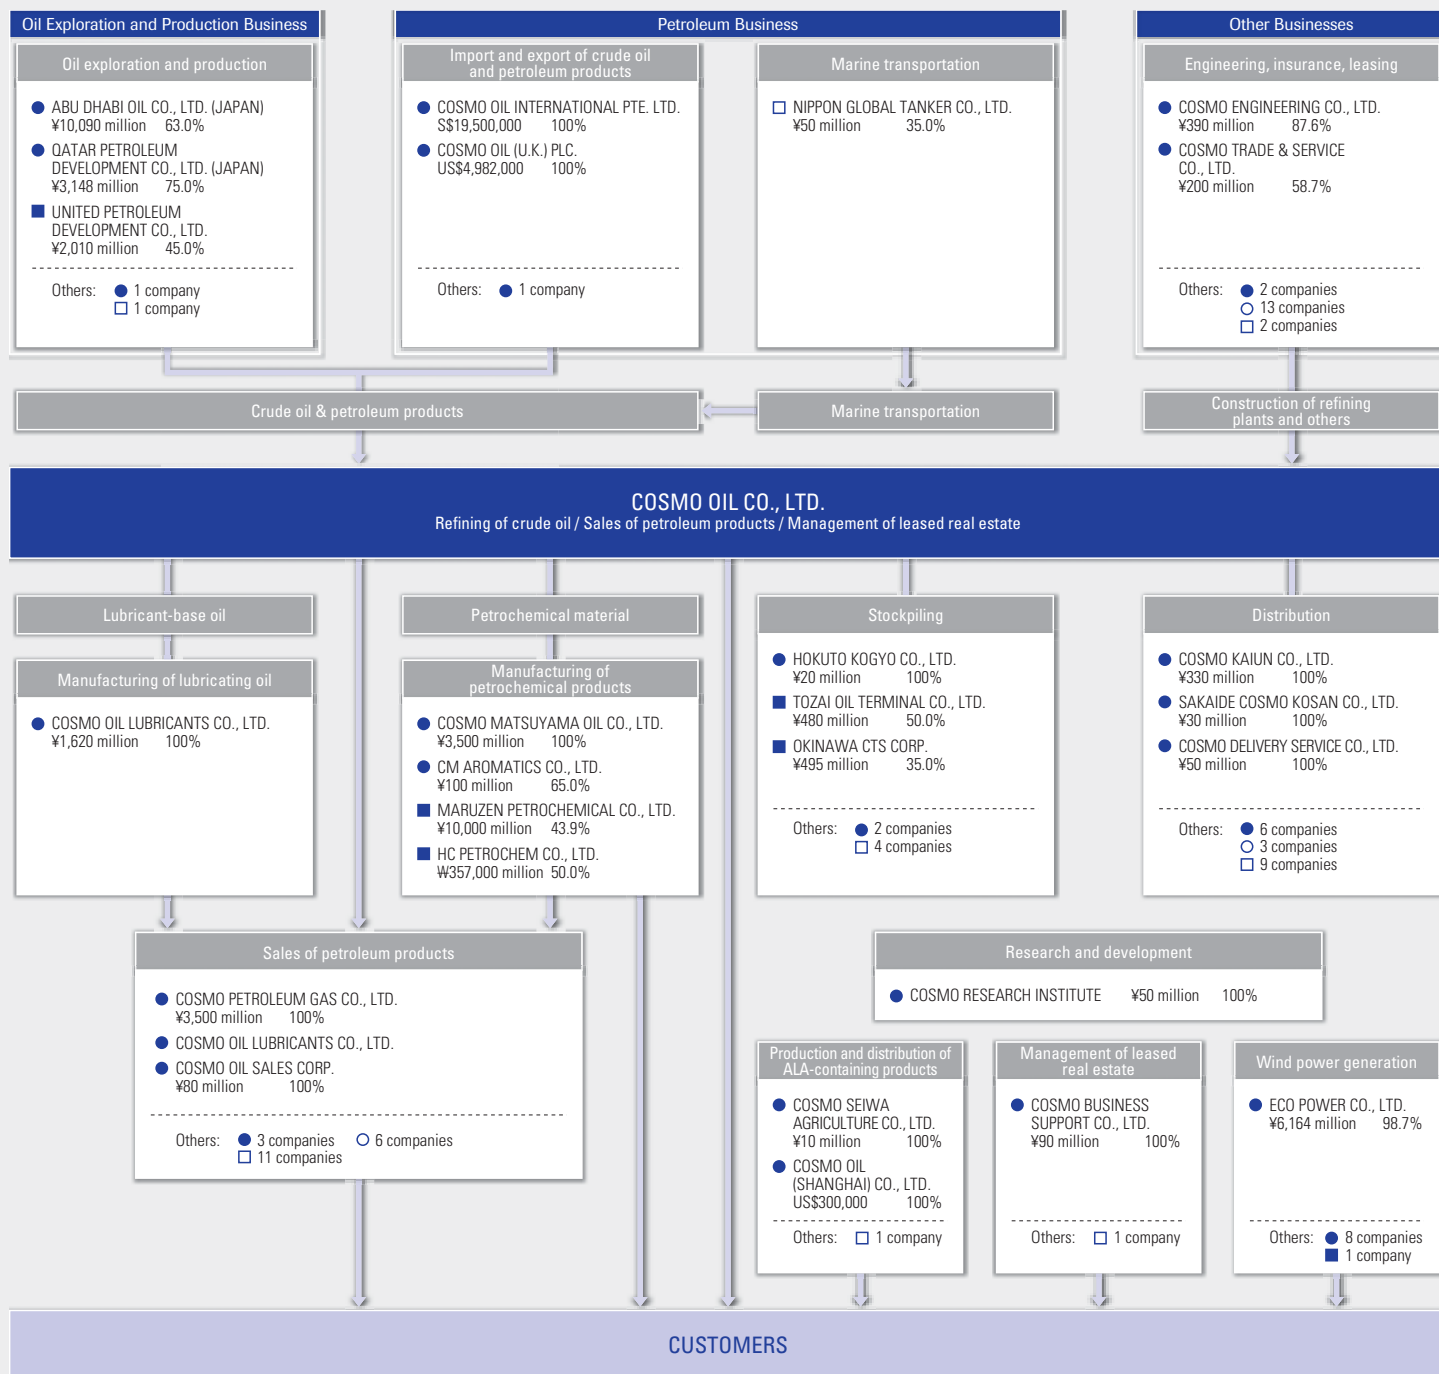 Oil Exploration and Production Business
Oil exploration and production
ABU DHABI OIL CO., LTD. (JAPAN)
¥10,090 million 63.0%
QATAR PETROLEUM
DEVELOPMENT CO., LTD. (JAPAN)
¥3,148 million 75.0%
UNITED PETROLEUM
DEVELOPMENT CO., LTD.
¥2,010 million 45.0%
Others: 1 company
1 company
Petroleum Business
Import and export of crude oil
and petroleum products
COSMO OIL INTERNATIONAL PTE. LTD.
S$19,500,000 100%
COSMO OIL (U.K.) PLC.
US$4,982,000 100%
Others: 1 company
Marine transportation
NIPPON GLOBAL TANKER CO., LTD.
¥50 million 35.0%
Other Businesses
Engineering, insurance, leasing
COSMO ENGINEERING CO., LTD.
¥390 million 87.6%
COSMO TRADE & SERVICE
CO., LTD.
¥200 million 58.7%
Others: 2 companies
13 companies
2 companies
Crude oil & petroleum products
Marine transportation
Construction of refining
plants and others
COSMO OIL CO., LTD.
Refining of crude oil / Sales of petroleum products / Management of leased real estate
Lubricant-base oil
Manufacturing of lubricating oil
COSMO OIL LUBRICANTS CO., LTD.
¥1,620 million 100%
Petrochemical material
Manufacturing of
petrochemical products
COSMO MATSUYAMA OIL CO., LTD.
¥3,500 million 100%
CM AROMATICS CO., LTD.
¥100 million 65.0%
MARUZEN PETROCHEMICAL CO., LTD.
¥10,000 million 43.9%
HC PETROCHEM CO., LTD.
₩357,000 million 50.0%
Stockpiling
HOKUTO KOGYO CO., LTD.
¥20 million 100%
TOZAI OIL TERMINAL CO., LTD.
¥480 million 50.0%
OKINAWA CTS CORP.
¥495 million 35.0%
Others: 2 companies
4 companies
Distribution
COSMO KAIUN CO., LTD.
¥330 million 100%
SAKAIDE COSMO KOSAN CO., LTD.
¥30 million 100%
COSMO DELIVERY SERVICE CO., LTD.
¥50 million 100%
Others: 6 companies
3 companies
9 companies
Sales of petroleum products
COSMO PETROLEUM GAS CO., LTD.
¥3,500 million 100%
COSMO OIL LUBRICANTS CO., LTD.
COSMO OIL SALES CORP.
¥80 million 100%
Others: 3 companies 6 companies
11 companies
Research and development
COSMO RESEARCH INSTITUTE ¥50 million 100%
Production and distribution of
ALA-containing products
COSMO SEIWA
AGRICULTURE CO., LTD.
¥10 million 100%
COSMO OIL
(SHANGHAI) CO., LTD.
US$300,000 100%
Others: 1 company
Management of leased
real estate
COSMO BUSINESS
SUPPORT CO., LTD.
¥90 million 100%
Others: 1 company
Wind power generation
ECO POWER CO., LTD.
¥6,164 million 98.7%
Others: 8 companies
1 company
CUSTOMERS